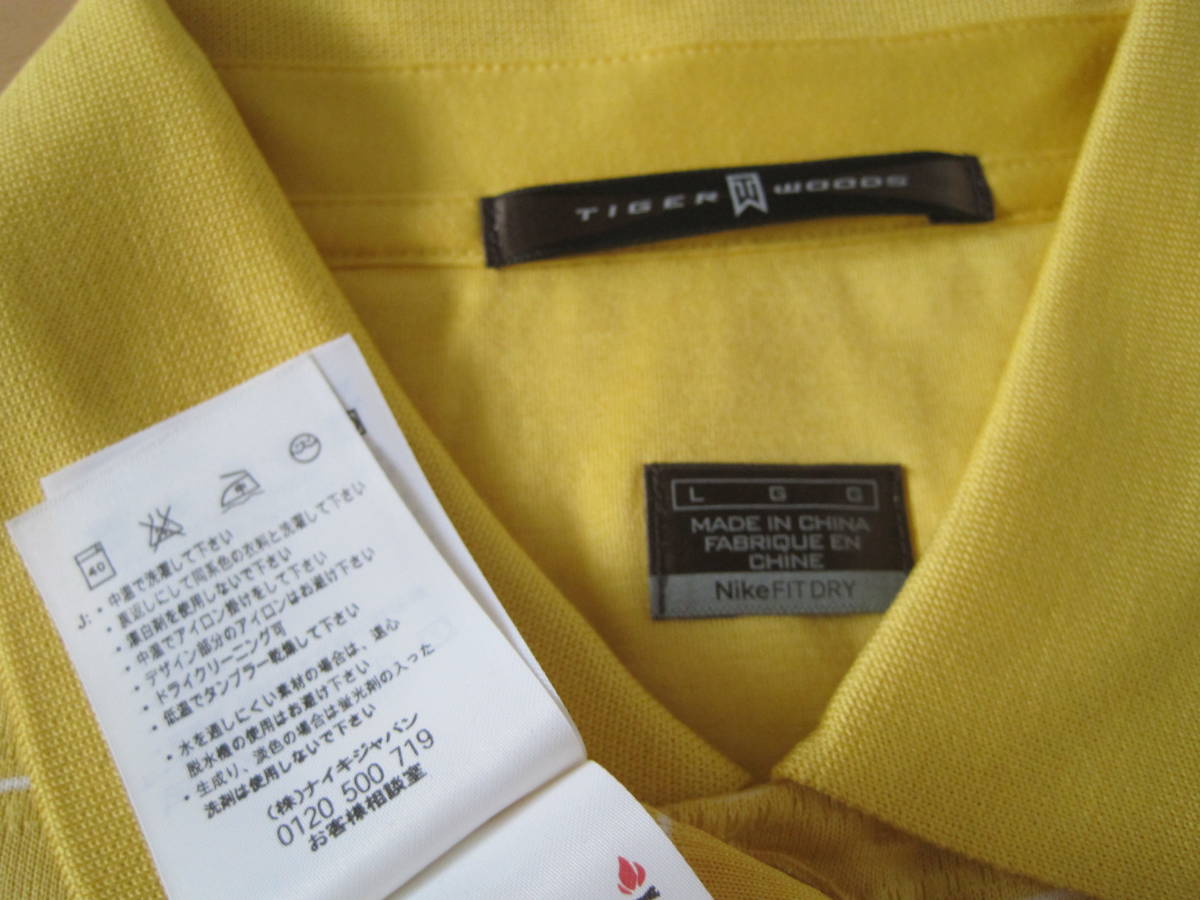 TIGER WOODS
L G G
MADE IN CHINA
FABRIQUE EN
CHINE
NikeFIT DRY
40
中
J: ・中温で洗濯して下さい
・裏返しにして同系色の衣料と洗濯して下さい
・漂白剤を使用しないで下さい
・中温でアイロン掛けをして下さい
・デザイン部分のアイロンはお避け下さい
・ドライクリーニング可
・低温でタンブラー乾燥して下さい
・水を通しにくい素材の場合は、遠心
脱水機の使用はお避け下さい
・生成り、淡色の場合は蛍光剤の入った
洗剤は使用しないで下さい
(株)ナイキジャパン
0120 500 719
お客様相談室